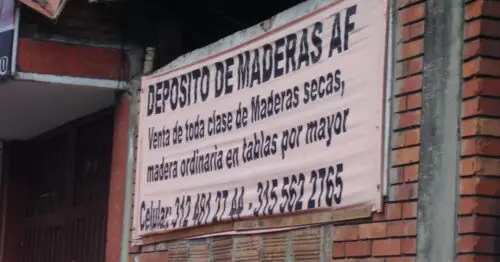 DEPOSITO DE MADERAS AF
Venta de toda clase de Maderas secas,
madera ordinaria en tablas por mayor
Celular: 312 481 27 44 - 315 562 2765